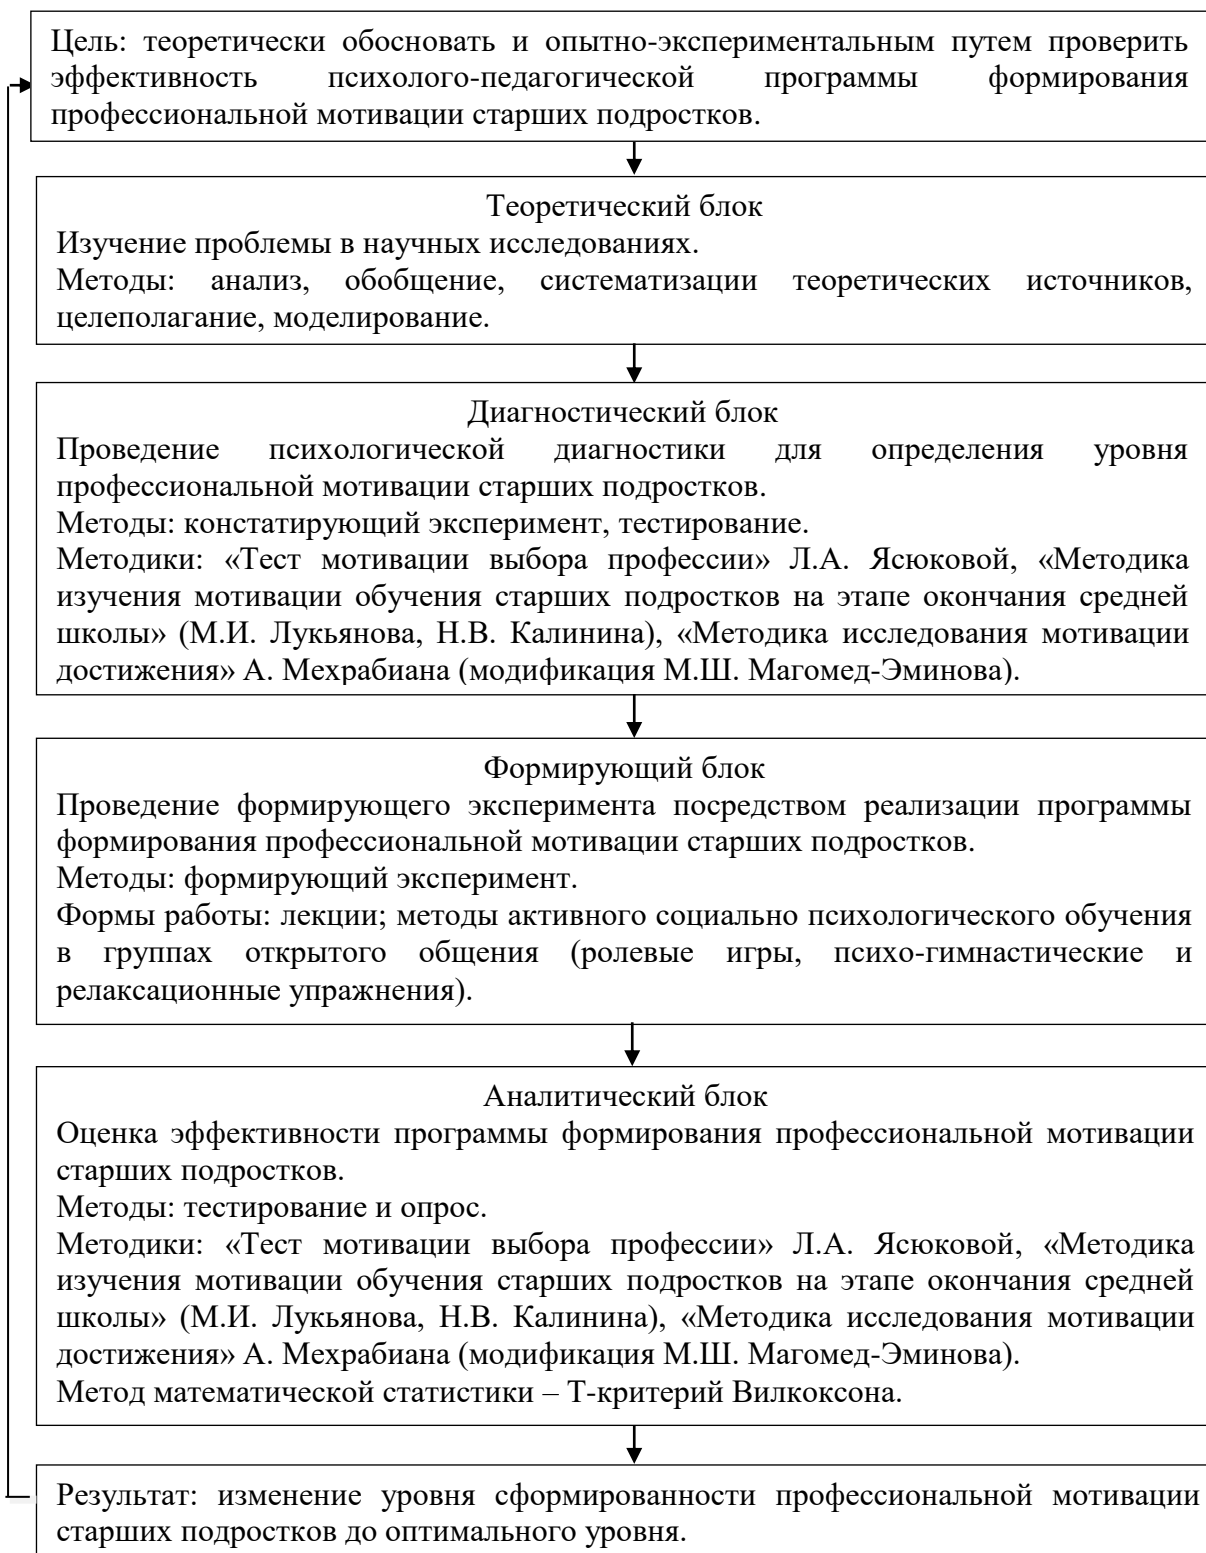 Цель: теоретически обосновать и опытно-экспериментальным путем проверить
эффективность психолого-педагогической программы формирования
профессиональной мотивации старших подростков.
Теоретический блок
Изучение проблемы в научных исследованиях.
Методы: анализ, обобщение, систематизации теоретических источников,
целеполагание, моделирование.
Диагностический блок
Проведение психологической диагностики для определения уровня
профессиональной мотивации старших подростков.
Методы: констатирующий эксперимент, тестирование.
Методики: «Тест мотивации выбора профессии» Л.А. Ясюковой, «Методика
изучения мотивации обучения старших подростков на этапе окончания средней
школы» (М.И. Лукьянова, Н.В. Калинина), «Методика исследования мотивации
достижения» А. Мехрабиана (модификация М.Ш. Магомед-Эминова).
Формирующий блок
Проведение формирующего эксперимента посредством реализации программы
формирования профессиональной мотивации старших подростков.
Методы: формирующий эксперимент.
Формы работы: лекции; методы активного социально психологического обучения
в группах открытого общения (ролевые игры, психо-гимнастические и
релаксационные упражнения).
Аналитический блок
Оценка эффективности программы формирования профессиональной мотивации
старших подростков.
Методы: тестирование и опрос.
Методики: «Тест мотивации выбора профессии» Л.А. Ясюковой, «Методика
изучения мотивации обучения старших подростков на этапе окончания средней
школы» (М.И. Лукьянова, Н.В. Калинина), «Методика исследования мотивации
достижения» А. Мехрабиана (модификация М.Ш. Магомед-Эминова).
Метод математической статистики – Т-критерий Вилкоксона.
Результат: изменение уровня сформированности профессиональной мотивации
старших подростков до оптимального уровня.